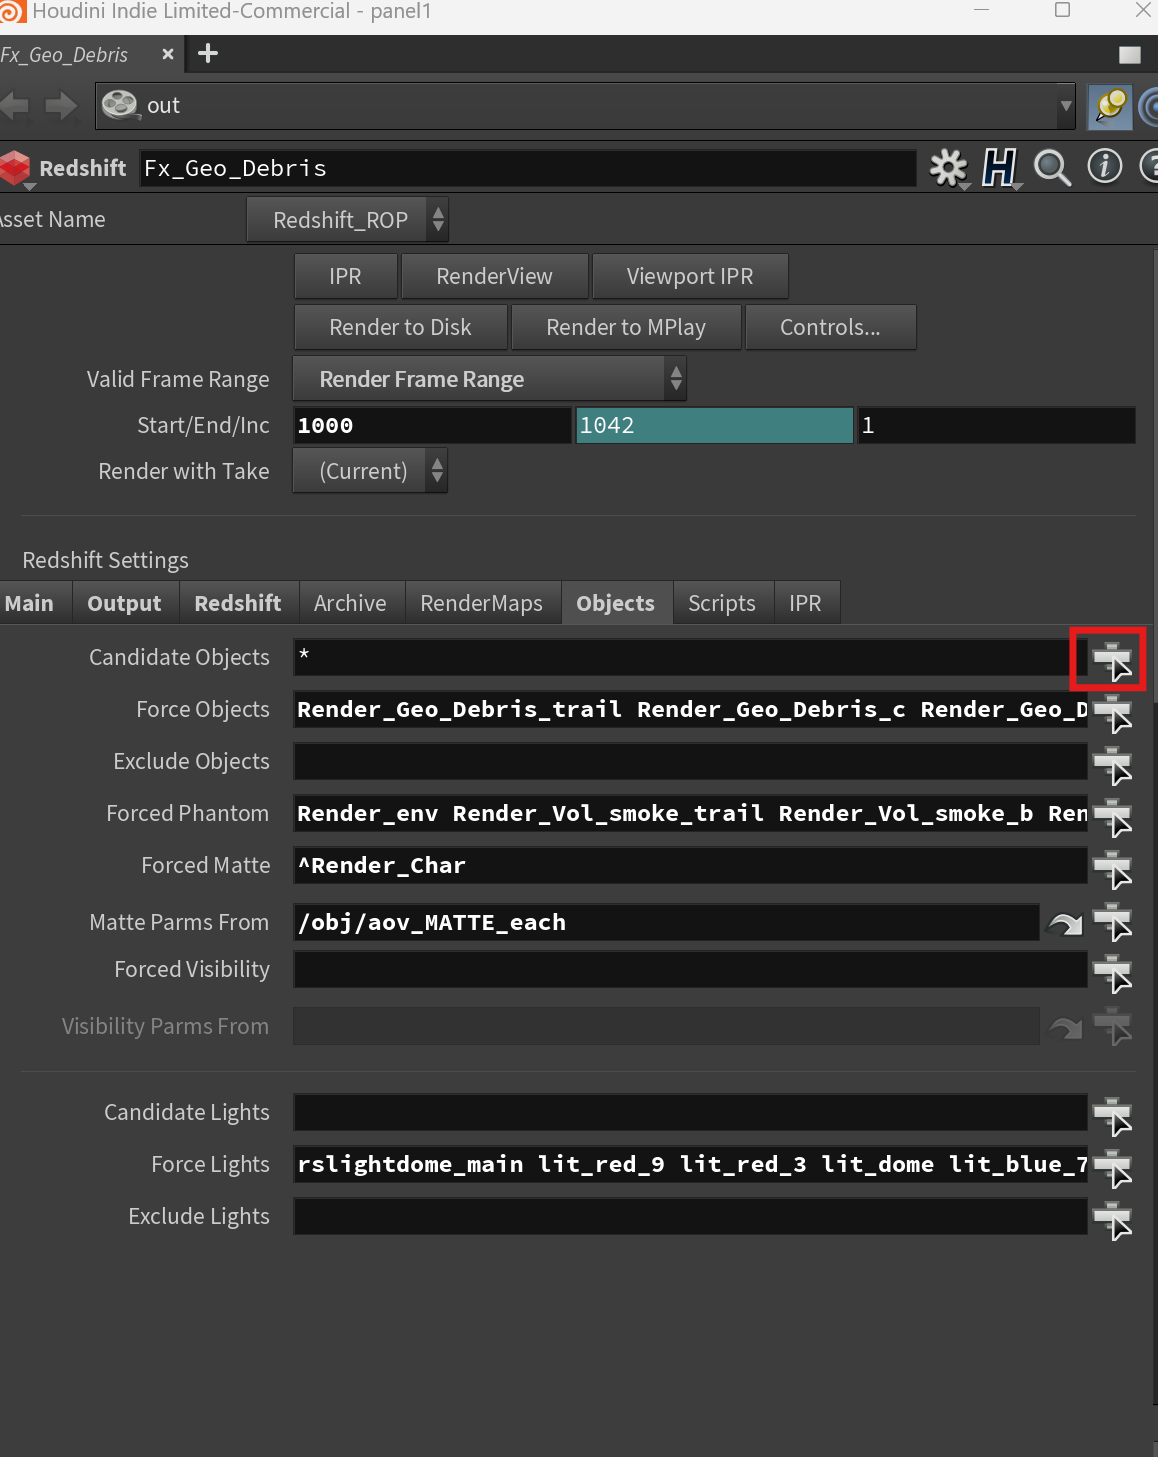 Houdini Indie Limited-Commercial - panel1
Fx_Geo_Debris
out
Redshift Fx_Geo_Debris
Asset Name Redshift_ROP
IPR RenderView Viewport IPR
Render to Disk Render to MPlay Controls...
Valid Frame Range Render Frame Range
Start/End/Inc 1000 1042 1
Render with Take (Current)
Redshift Settings
Main Output Redshift Archive RenderMaps Objects Scripts IPR
Candidate Objects *
Force Objects Render_Geo_Debris_trail Render_Geo_Debris_c Render_Geo_D
Exclude Objects
Forced Phantom Render_env Render_Vol_smoke_trail Render_Vol_smoke_b Ren
Forced Matte ^Render_Char
Matte Parms From /obj/aov_MATTE_each
Forced Visibility
Visibility Parms From
Candidate Lights
Force Lights rslightdome_main lit_red_9 lit_red_3 lit_dome lit_blue_7
Exclude Lights